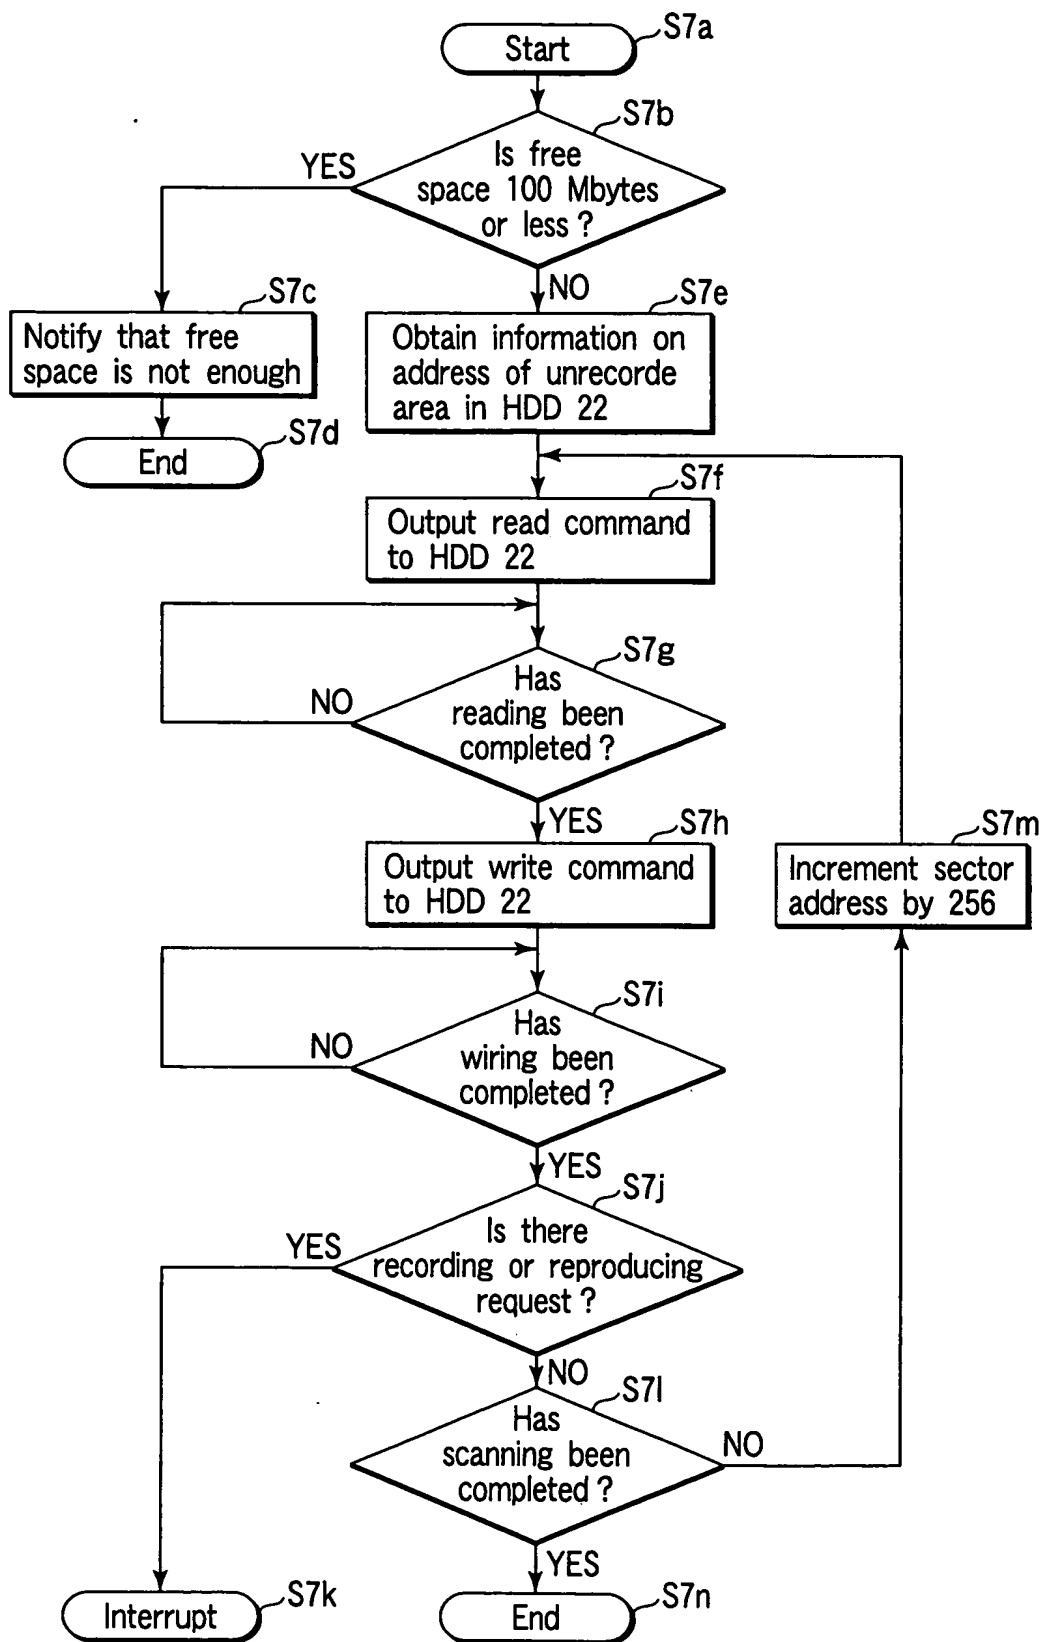 Start
S7a
S7b
Is free
space 100 Mbytes
or less?
YES
NO
S7c
Notify that free
space is not enough
S7d
End
S7e
Obtain information on
address of unrecorde
area in HDD 22
S7f
Output read command
to HDD 22
S7g
Has
reading been
completed?
NO
YES
S7h
Output write command
to HDD 22
S7m
Increment sector
address by 256
S7i
Has
wiring been
completed?
NO
YES
S7j
Is there
recording or reproducing
request?
YES
NO
S7l
Has
scanning been
completed?
NO
YES
S7k
Interrupt
S7n
End